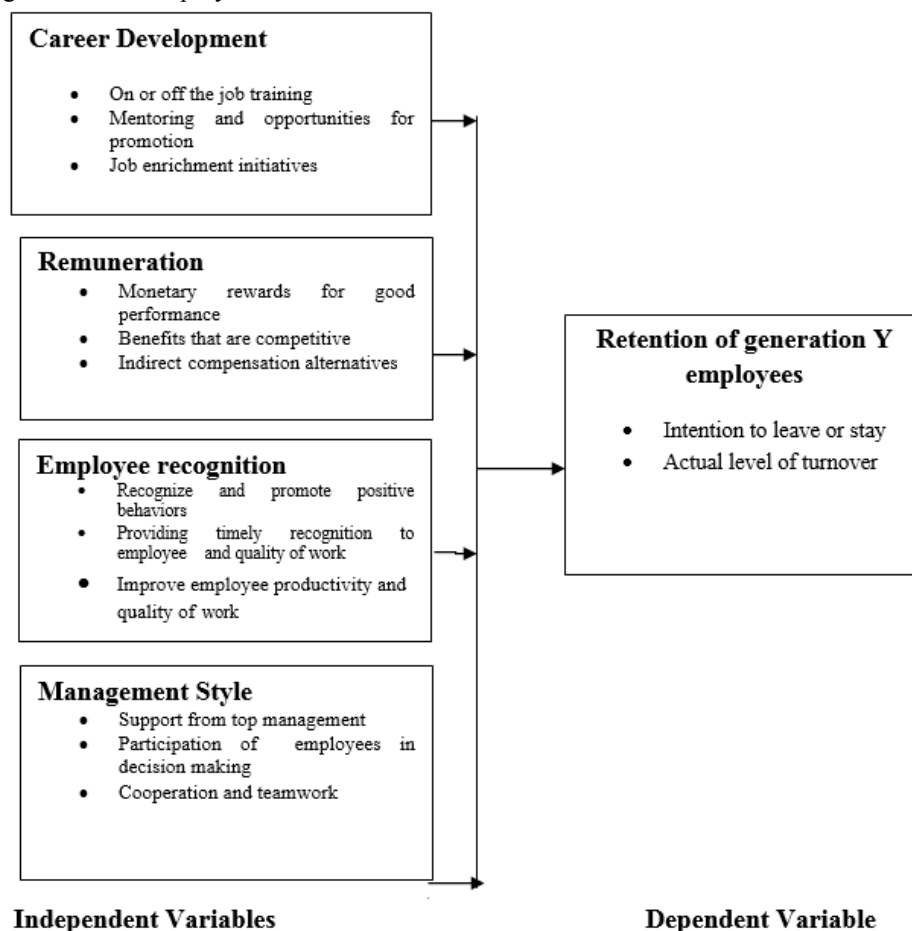 Career Development
• On or off the job training
• Mentoring and opportunities for
promotion
• Job enrichment initiatives
Remuneration
• Monetary rewards for good
performance
• Benefits that are competitive
• Indirect compensation alternatives
Employee recognition
• Recognize and promote positive
behaviors
• Providing timely recognition to
employee and quality of work
• Improve employee productivity and
quality of work
Management Style
• Support from top management
• Participation of employees in
decision making
• Cooperation and teamwork
Retention of generation Y
employees
• Intention to leave or stay
• Actual level of turnover
Independent Variables
Dependent Variable